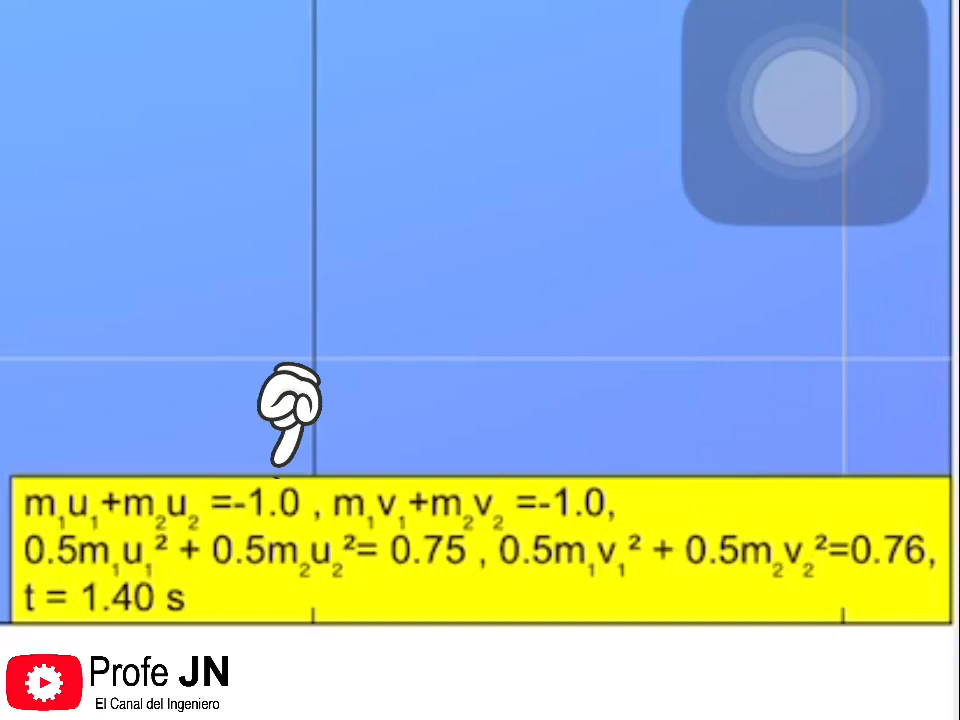 m₁u₁+m₂u₂ =-1.0 , m₁v₁+m₂v₂ =-1.0,
0.5m₁u₁² + 0.5m₂u₂²= 0.75 , 0.5m₁v₁² + 0.5m₂v₂²=0.76,
t = 1.40 s
Profe JN
El Canal del Ingeniero